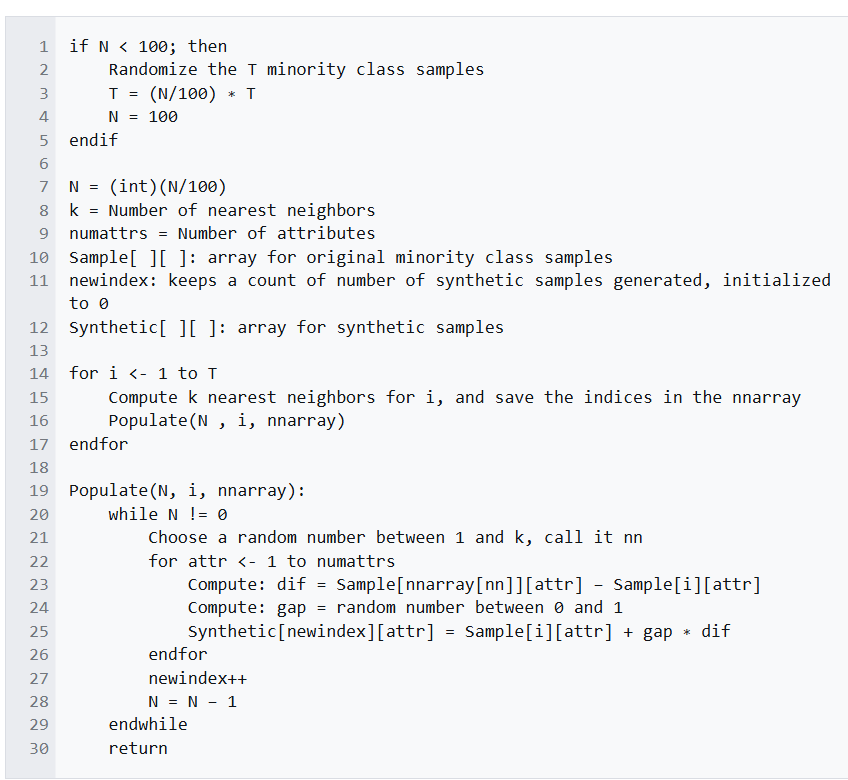 1 if N < 100; then
2     Randomize the T minority class samples
3     T = (N/100) * T
4     N = 100
5 endif
6
7 N = (int)(N/100)
8 k = Number of nearest neighbors
9 numattrs = Number of attributes
10 Sample[ ][ ]: array for original minority class samples
11 newindex: keeps a count of number of synthetic samples generated, initialized
to 0
12 Synthetic[ ][ ]: array for synthetic samples
13
14 for i <- 1 to T
15     Compute k nearest neighbors for i, and save the indices in the nnarray
16     Populate(N , i, nnarray)
17 endfor
18
19 Populate(N, i, nnarray):
20     while N != 0
21         Choose a random number between 1 and k, call it nn
22         for attr <- 1 to numattrs
23             Compute: dif = Sample[nnarray[nn]][attr] − Sample[i][attr]
24             Compute: gap = random number between 0 and 1
25             Synthetic[newindex][attr] = Sample[i][attr] + gap * dif
26         endfor
27         newindex++
28         N = N − 1
29     endwhile
30     return